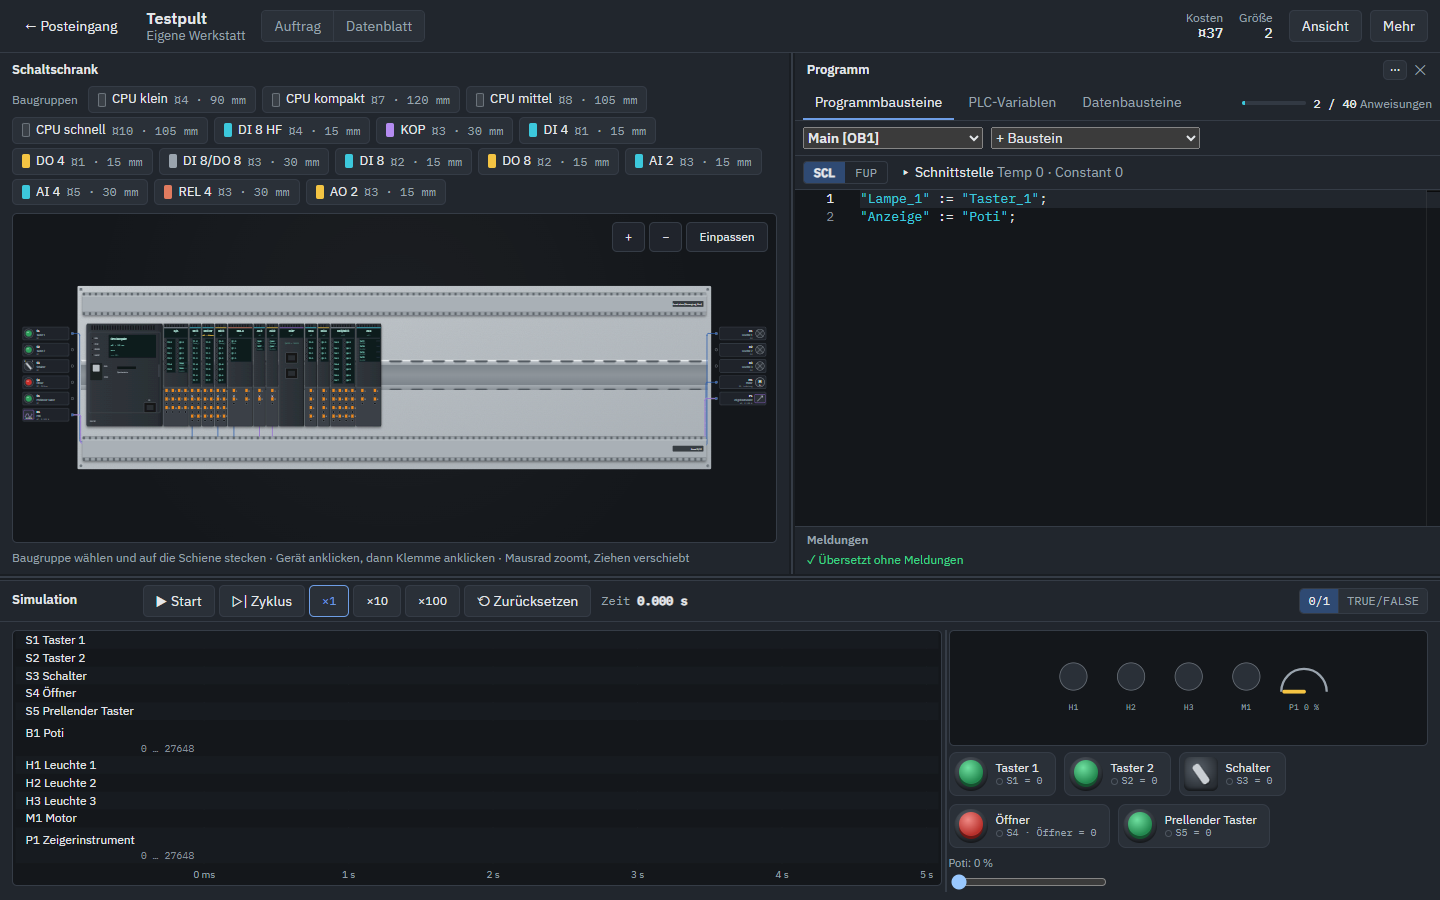 ← Posteingang
Testpult
Eigene Werkstatt
Auftrag
Datenblatt
Kosten
¤37
Größe
2
Ansicht
Mehr
Schaltschrank
Baugruppen
CPU klein ¤4 · 90 mm
CPU kompakt ¤7 · 120 mm
CPU mittel ¤8 · 105 mm
CPU schnell ¤10 · 105 mm
DI 8 HF ¤4 · 15 mm
KOP ¤3 · 30 mm
DI 4 ¤1 · 15 mm
DO 4 ¤1 · 15 mm
DI 8/DO 8 ¤3 · 30 mm
DI 8 ¤2 · 15 mm
DO 8 ¤2 · 15 mm
AI 2 ¤3 · 15 mm
AI 4 ¤5 · 30 mm
REL 4 ¤3 · 30 mm
AO 2 ¤3 · 15 mm
+
−
Einpassen
Baugruppe wählen und auf die Schiene stecken · Gerät anklicken, dann Klemme anklicken · Mausrad zoomt, Ziehen verschiebt
Programm
...
Programmbausteine
PLC-Variablen
Datenbausteine
2 / 40 Anweisungen
Main [OB1]
+ Baustein
SCL
FUP
Schnittstelle Temp 0 · Constant 0
1 "Lampe_1" := "Taster_1";
2 "Anzeige" := "Poti";
Meldungen
✓ Übersetzt ohne Meldungen
Simulation
Start
Zyklus
×1
×10
×100
Zurücksetzen
Zeit 0.000 s
0/1
TRUE/FALSE
S1 Taster 1
S2 Taster 2
S3 Schalter
S4 Öffner
S5 Prellender Taster
B1 Poti
0 … 27648
H1 Leuchte 1
H2 Leuchte 2
H3 Leuchte 3
M1 Motor
P1 Zeigerinstrument
0 … 27648
0 ms
1 s
2 s
3 s
4 s
5 s
H1
H2
H3
M1
P1 0 %
Taster 1
S1 = 0
Taster 2
S2 = 0
Schalter
S3 = 0
Öffner
S4 · Öffner = 0
Prellender Taster
S5 = 0
Poti: 0 %